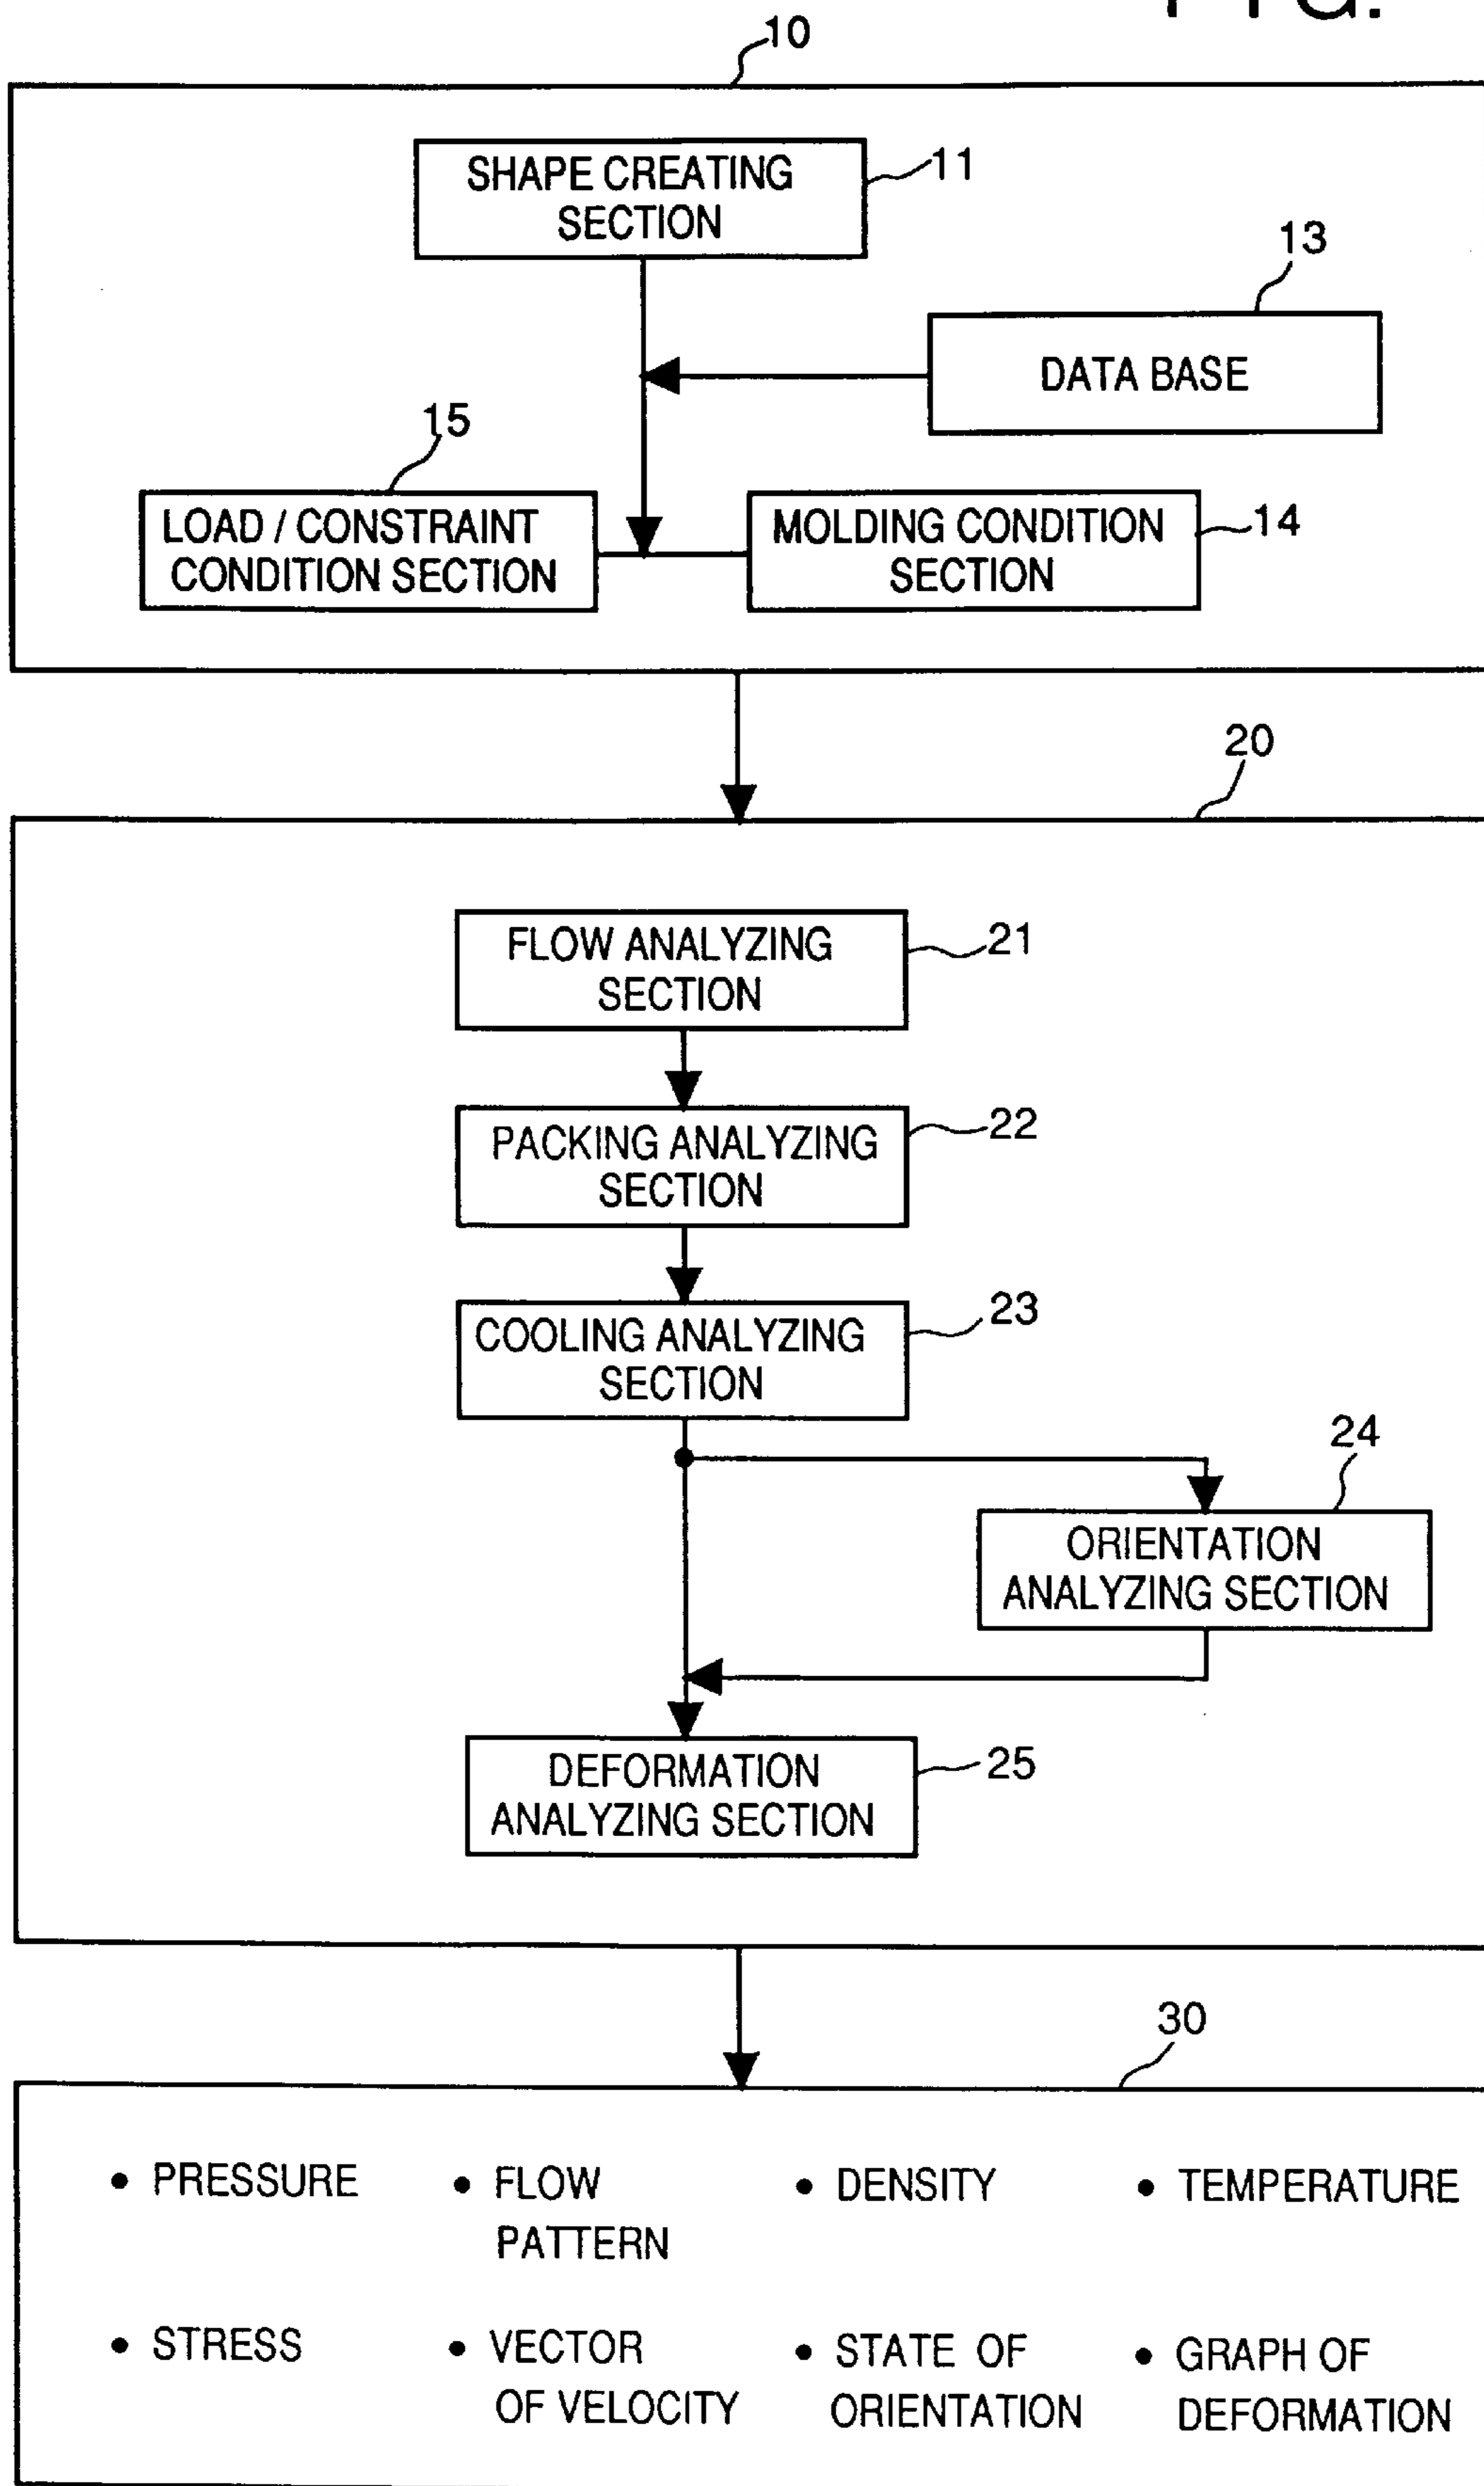 FIG.
10
SHAPE CREATING
SECTION
11
13
DATA BASE
15
LOAD / CONSTRAINT
CONDITION SECTION
MOLDING CONDITION
SECTION
14
20
FLOW ANALYZING
SECTION
21
PACKING ANALYZING
SECTION
22
COOLING ANALYZING
SECTION
23
24
ORIENTATION
ANALYZING SECTION
DEFORMATION
ANALYZING SECTION
25
30
• PRESSURE
• FLOW
PATTERN
• DENSITY
• TEMPERATURE
• STRESS
• VECTOR
OF VELOCITY
• STATE OF
ORIENTATION
• GRAPH OF
DEFORMATION